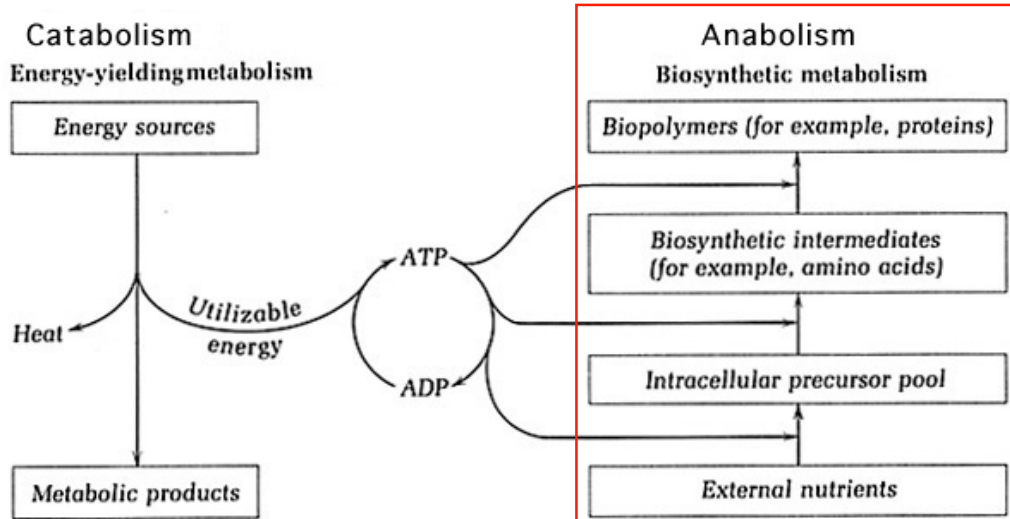 Catabolism
Energy-yielding metabolism
Energy sources
Heat
Utilizable
energy
Metabolic products
ATP
ADP
Anabolism
Biosynthetic metabolism
Biopolymers (for example, proteins)
Biosynthetic intermediates
(for example, amino acids)
Intracellular precursor pool
External nutrients